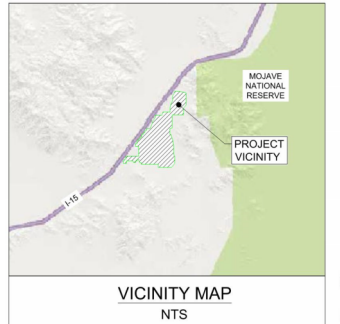 MOJAVE
NATIONAL
RESERVE
PROJECT
VICINITY
I-15
VICINITY MAP
NTS